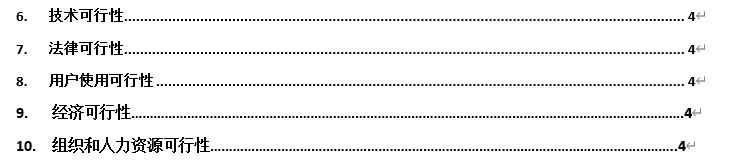 6. 技术可行性........................................................................................................................ 4
7. 法律可行性........................................................................................................................ 4
8. 用户使用可行性................................................................................................................. 4
9. 经济可行性........................................................................................................................4
10. 组织和人力资源可行性......................................................................................................4